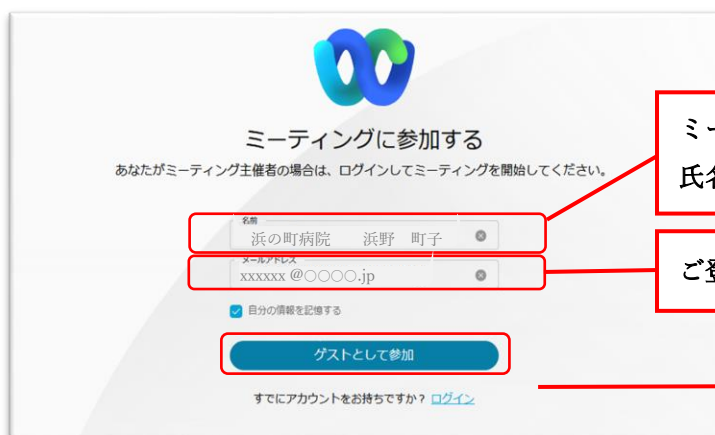 ミーティングに参加する
あなたがミーティング主催者の場合は、ログインしてミーティングを開始してください。
名前
浜の町病院 浜野 町子
メールアドレス
xxxxxx@○○○○.jp
自分の情報を記憶する
ゲストとして参加
すでにアカウントをお持ちですか？ ログイン
ミー
氏名
ご登